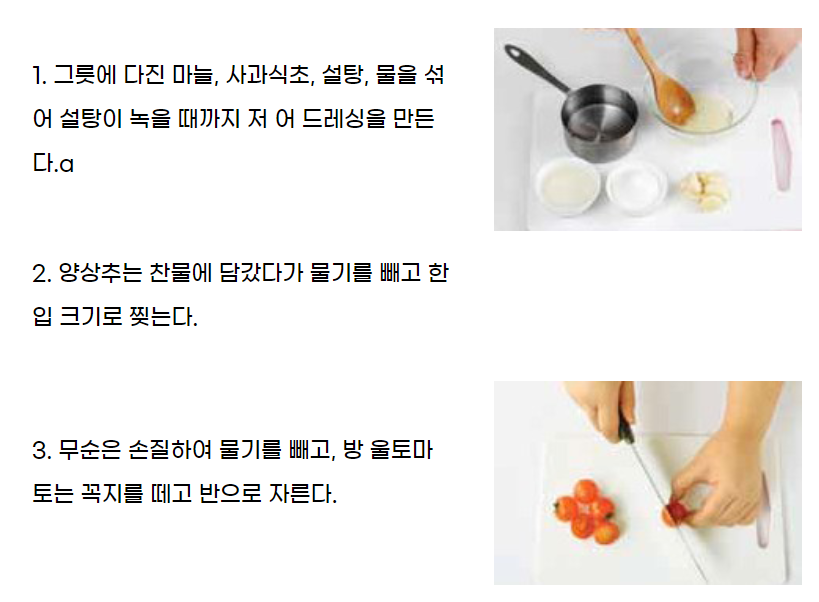 1. 그릇에 다진 마늘, 사과식초, 설탕, 물을 섞
어 설탕이 녹을 때까지 저 어 드레싱을 만든
다.a
2. 양상추는 찬물에 담갔다가 물기를 빼고 한
입 크기로 찢는다.
3. 무순은 손질하여 물기를 빼고, 방 울토마
토는 꼭지를 떼고 반으로 자른다.